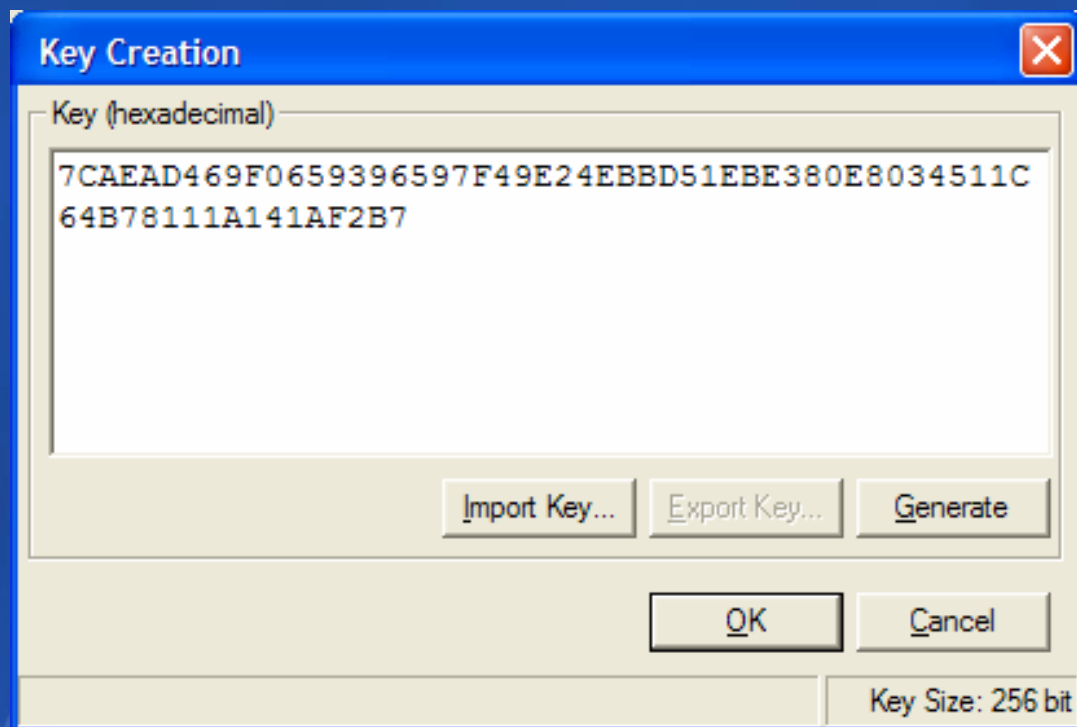 Key Creation
Key (hexadecimal)
7CAEAD469F0659396597F49E24EBBD51EBE380E8034511C
64B78111A141AF2B7
Import Key... Export Key... Generate
OK Cancel
Key Size: 256 bit